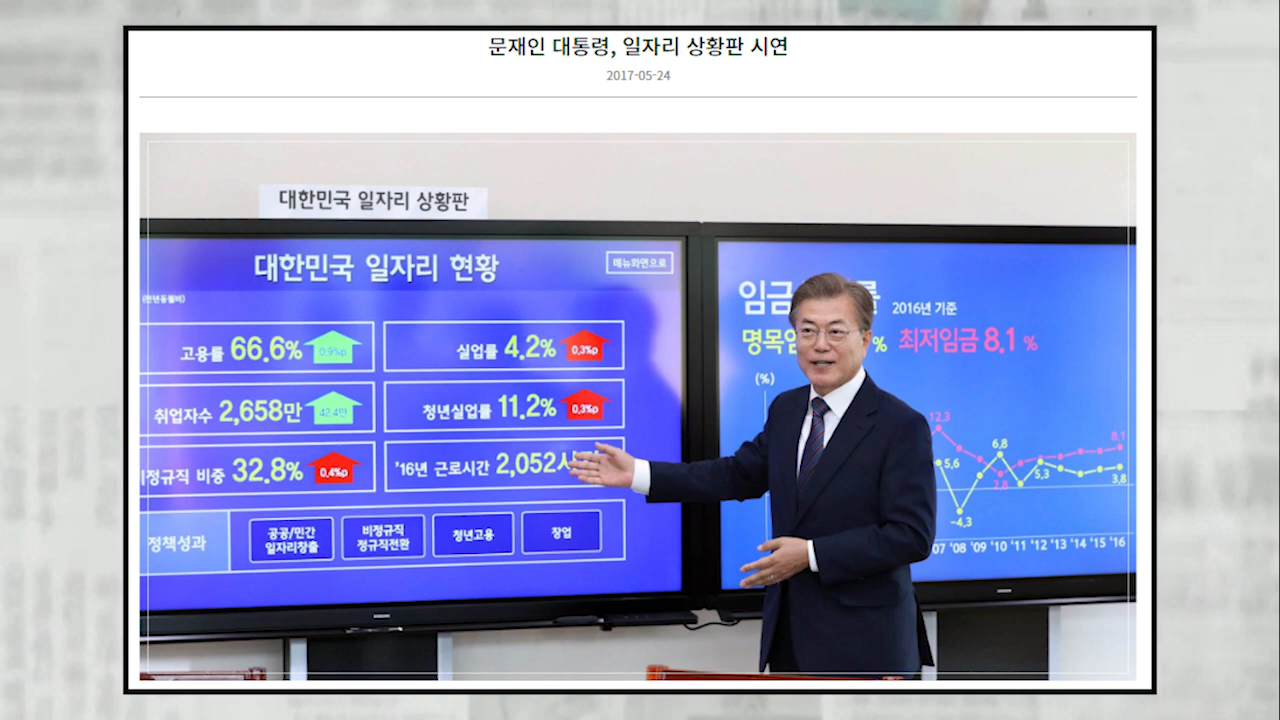 문재인 대통령, 일자리 상황판 시연
2017-05-24
대한민국 일자리 상황판
대한민국 일자리 현황
메뉴화면으로
(전년동월비)
고용률 66.6% 0.9%p
실업률 4.2% 0.3%p
취업자수 2,658만 42.4만
청년실업률 11.2% 0.3%p
비정규직 비중 32.8% 0.4%p
'16년 근로시간 2,052시
정책성과
공공/민간
일자리창출
비정규직
정규직전환
청년고용
창업
임금 률 2016년 기준
명목임 % 최저임금 8.1 %
(%)
12.3
5.6
-4.3
6.8
2.8
5.3
8.1
3.8
07 '08 '09 '10 '11 '12 '13 '14 '15 '16
SAMSUNG